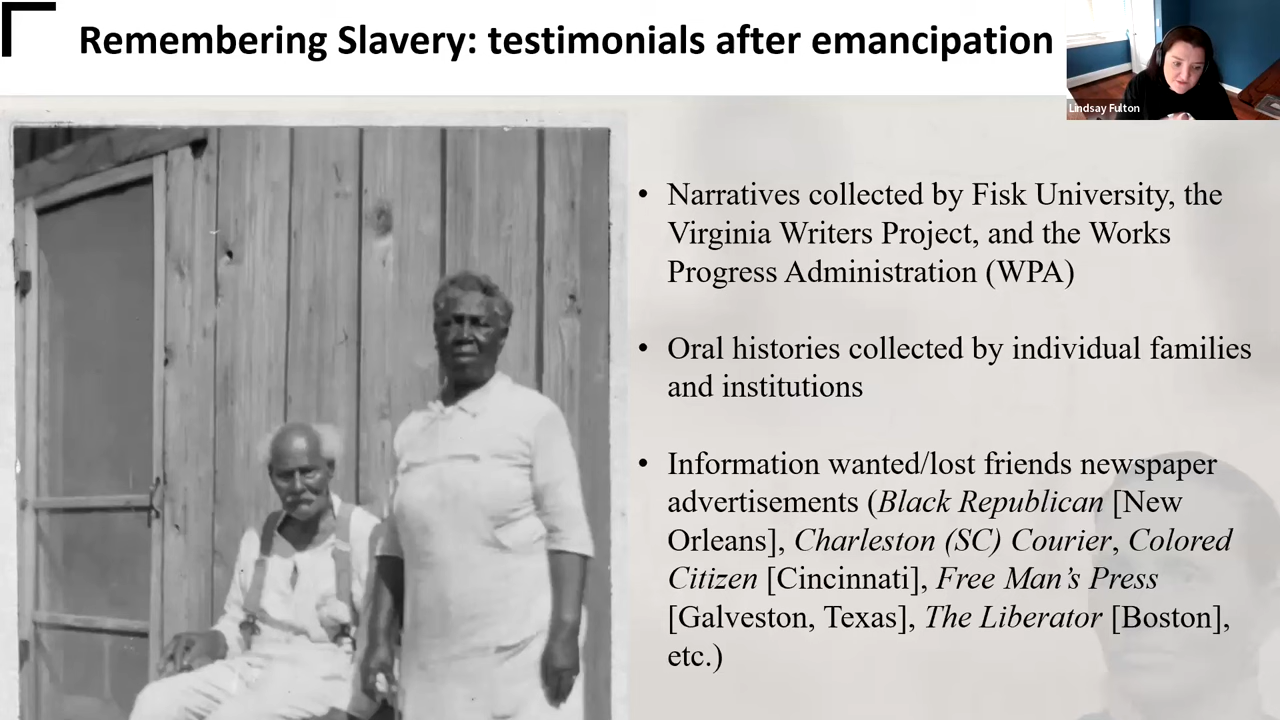 Remembering Slavery: testimonials after emancipation
Lindsay Fulton
• Narratives collected by Fisk University, the
Virginia Writers Project, and the Works
Progress Administration (WPA)
• Oral histories collected by individual families
and institutions
• Information wanted/lost friends newspaper
advertisements (Black Republican [New
Orleans], Charleston (SC) Courier, Colored
Citizen [Cincinnati], Free Man’s Press
[Galveston, Texas], The Liberator [Boston],
etc.)